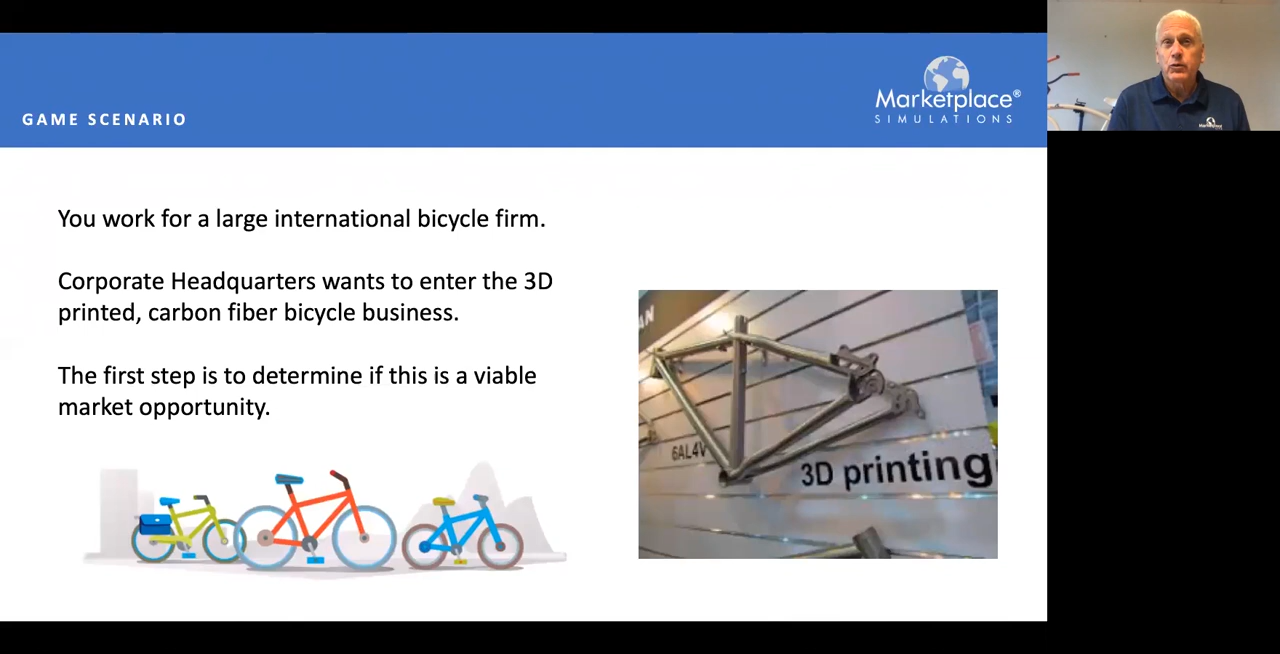 GAME SCENARIO
Marketplace®
SIMULATIONS
You work for a large international bicycle firm.
Corporate Headquarters wants to enter the 3D
printed, carbon fiber bicycle business.
The first step is to determine if this is a viable
market opportunity.
AN
6AL4V
3D printing
Marketplace